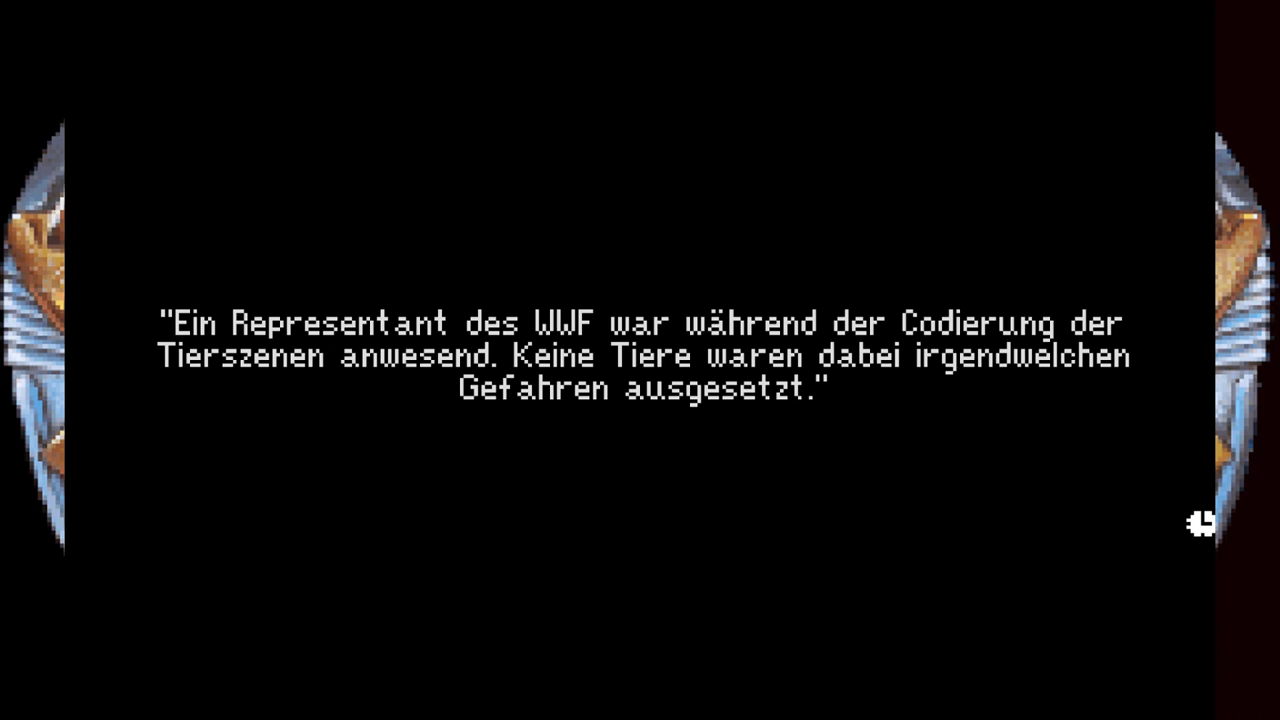 "Ein Representant des WWF war während der Codierung der
Tierszenen anwesend. Keine Tiere waren dabei irgendwelchen
Gefahren ausgesetzt."